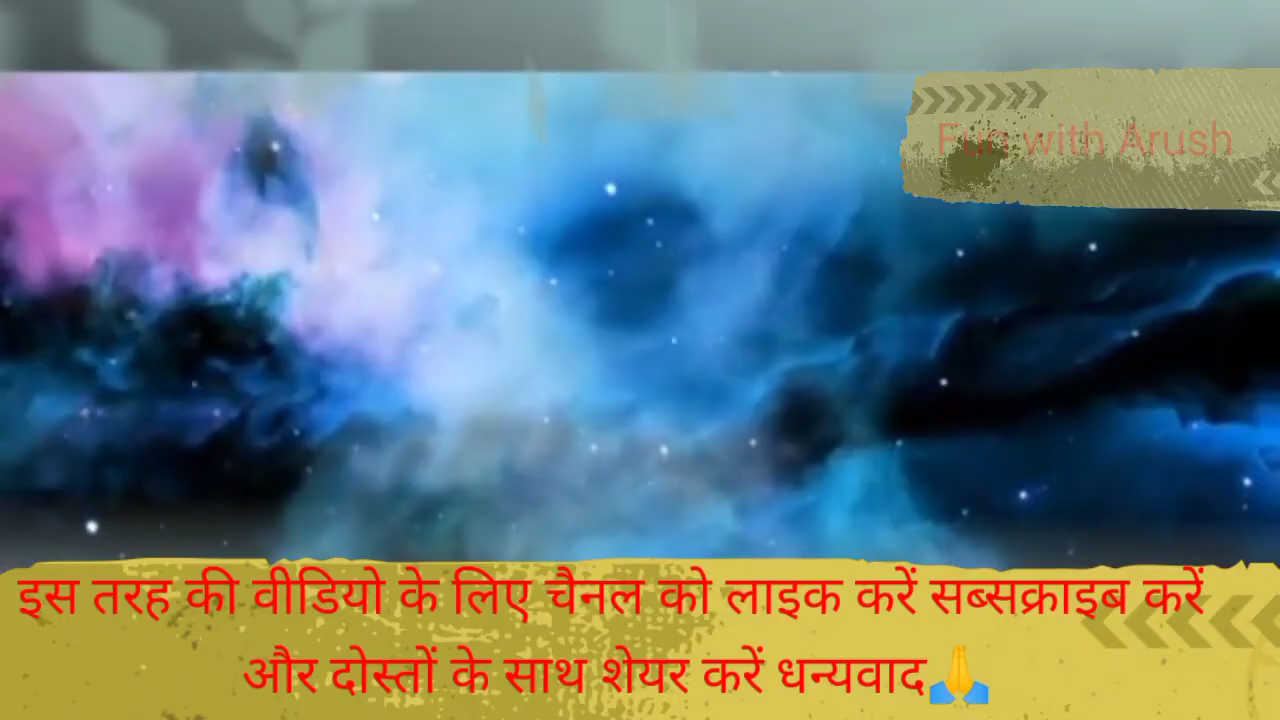 Fun with Arush
इस तरह की वीडियो के लिए चैनल को लाइक करें सब्सक्राइब करें
और दोस्तों के साथ शेयर करें धन्यवाद🙏